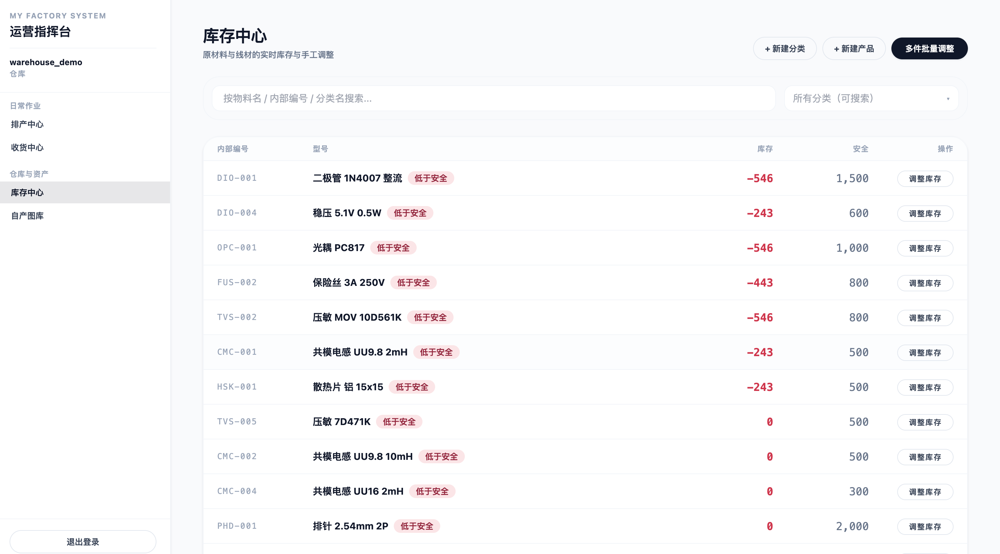 MY FACTORY SYSTEM
运营指挥台
warehouse_demo
仓库
日常作业
排产中心
收货中心
仓库与资产
库存中心
自产图库
退出登录
库存中心
原材料与线材的实时库存与手工调整
+ 新建分类 + 新建产品 多件批量调整
按物料名 / 内部编号 / 分类名搜索... 所有分类（可搜索） ▾
内部编号 型号 库存 安全 操作
DIO-001 二极管 1N4007 整流 低于安全 -546 1,500 调整库存
DIO-004 稳压 5.1V 0.5W 低于安全 -243 600 调整库存
OPC-001 光耦 PC817 低于安全 -546 1,000 调整库存
FUS-002 保险丝 3A 250V 低于安全 -443 800 调整库存
TVS-002 压敏 MOV 10D561K 低于安全 -546 800 调整库存
CMC-001 共模电感 UU9.8 2mH 低于安全 -243 500 调整库存
HSK-001 散热片 铝 15x15 低于安全 -243 500 调整库存
TVS-005 压敏 7D471K 低于安全 0 500 调整库存
CMC-002 共模电感 UU9.8 10mH 低于安全 0 500 调整库存
CMC-004 共模电感 UU16 2mH 低于安全 0 300 调整库存
PHD-001 排针 2.54mm 2P 低于安全 0 2,000 调整库存